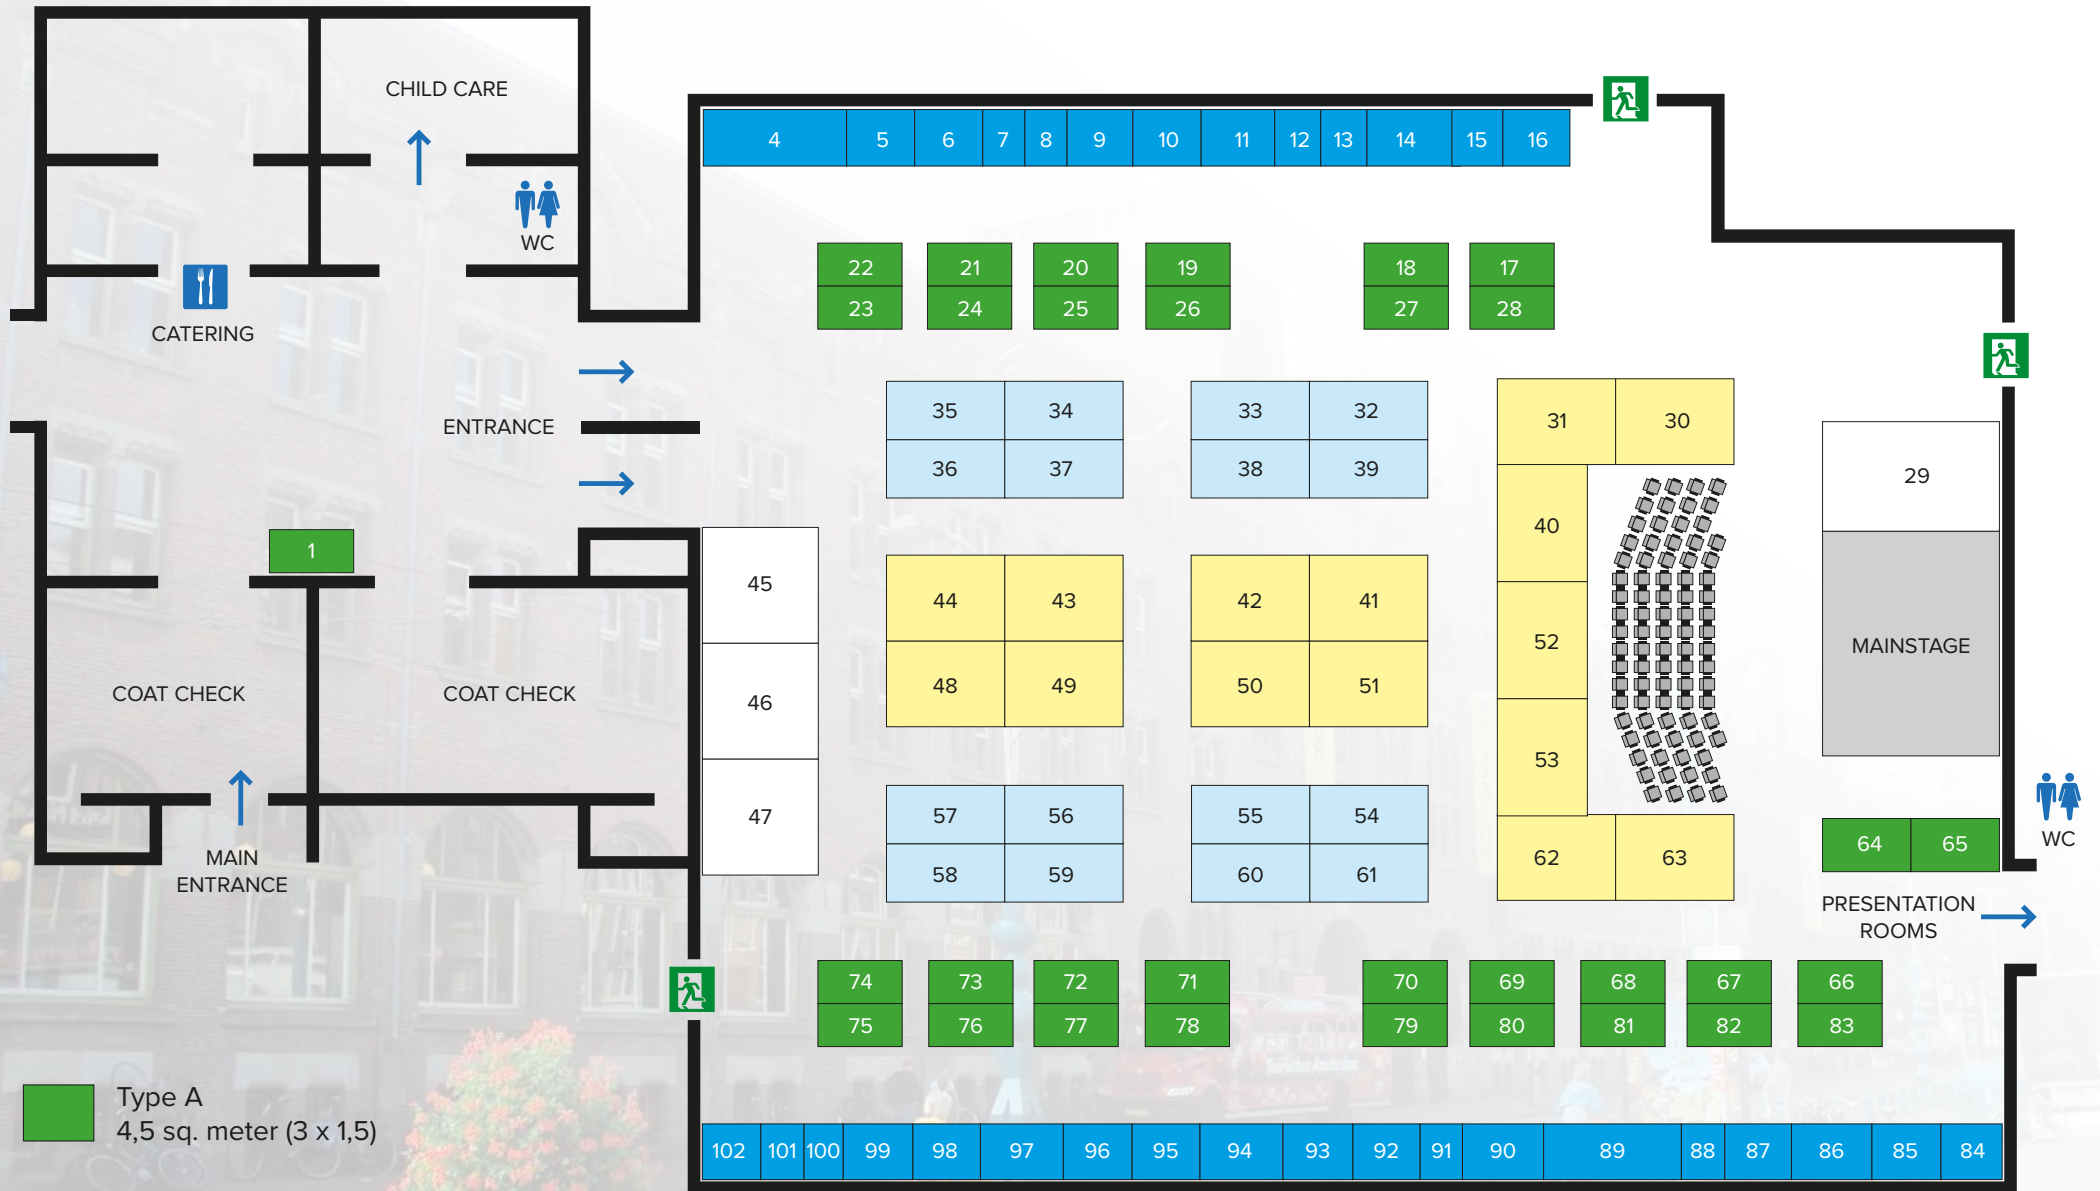 CHILD CARE
4 5 6 7 8 9 10 11 12 13 14 15 16
WC
22 21 20 19 18 17
23 24 25 26 27 28
CATERING
ENTRANCE
35 34 33 32
36 37 38 39
31 30
29
40
1
45
44 43 42 41
52
MAINSTAGE
COAT CHECK COAT CHECK
46
48 49 50 51
53
47
57 56 55 54
58 59 60 61
62 63
64 65
WC
MAIN
ENTRANCE
PRESENTATION
ROOMS
74 73 72 71 70 69 68 67 66
75 76 77 78 79 80 81 82 83
Type A
4,5 sq. meter (3 x 1,5)
102 101 100 99 98 97 96 95 94 93 92 91 90 89 88 87 86 85 84